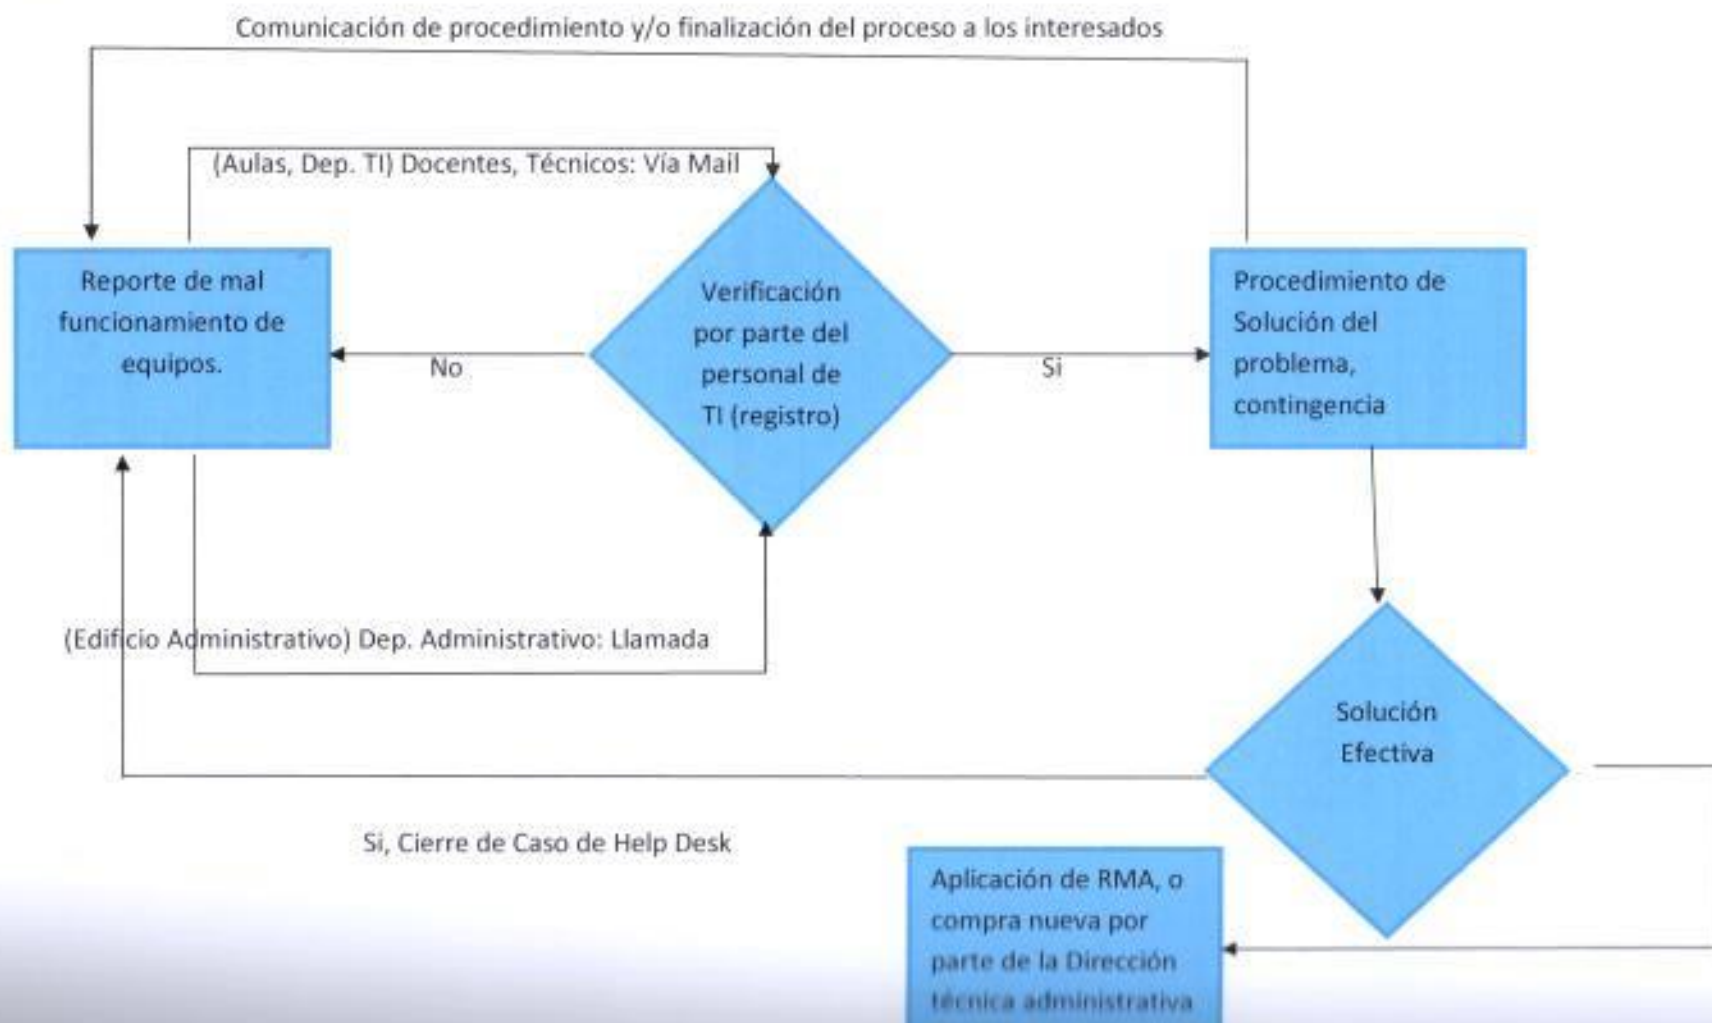 Comunicación de procedimiento y/o finalización del proceso a los interesados
(Aulas, Dep. TI) Docentes, Técnicos: Vía Mail
Reporte de mal
funcionamiento de
equipos.
No
Verificación
por parte del
personal de
TI (registro)
Si
Procedimiento de
Solución del
problema,
contingencia
(Edificio Administrativo) Dep. Administrativo: Llamada
Solución
Efectiva
Si, Cierre de Caso de Help Desk
Aplicación de RMA, o
compra nueva por
parte de la Dirección
técnica administrativa